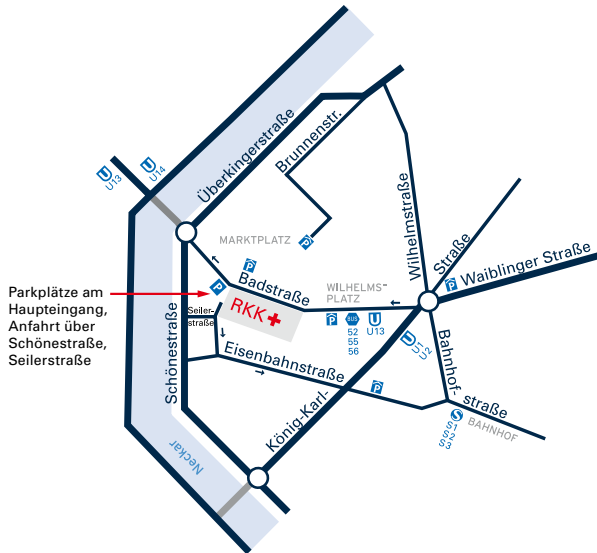 U13
U14
Überkingerstraße
Brunnenstr.
Wilhelmstraße
Straße
Waiblinger Straße
MARKTPLATZ
P
P
P
P
Badstraße
WILHELMS-
PLATZ
P
BUS
52
55
56
U
U13
RKK
Parkplätze am
Haupteingang,
Anfahrt über
Schönestraße,
Seilerstraße
Seiler-
straße
Schönestraße
Eisenbahnstraße
U
U1
U2
Bahnhof-
straße
P
König-Karl-
S
S1
S2
S3
BAHNHOF
Neckar
U
U